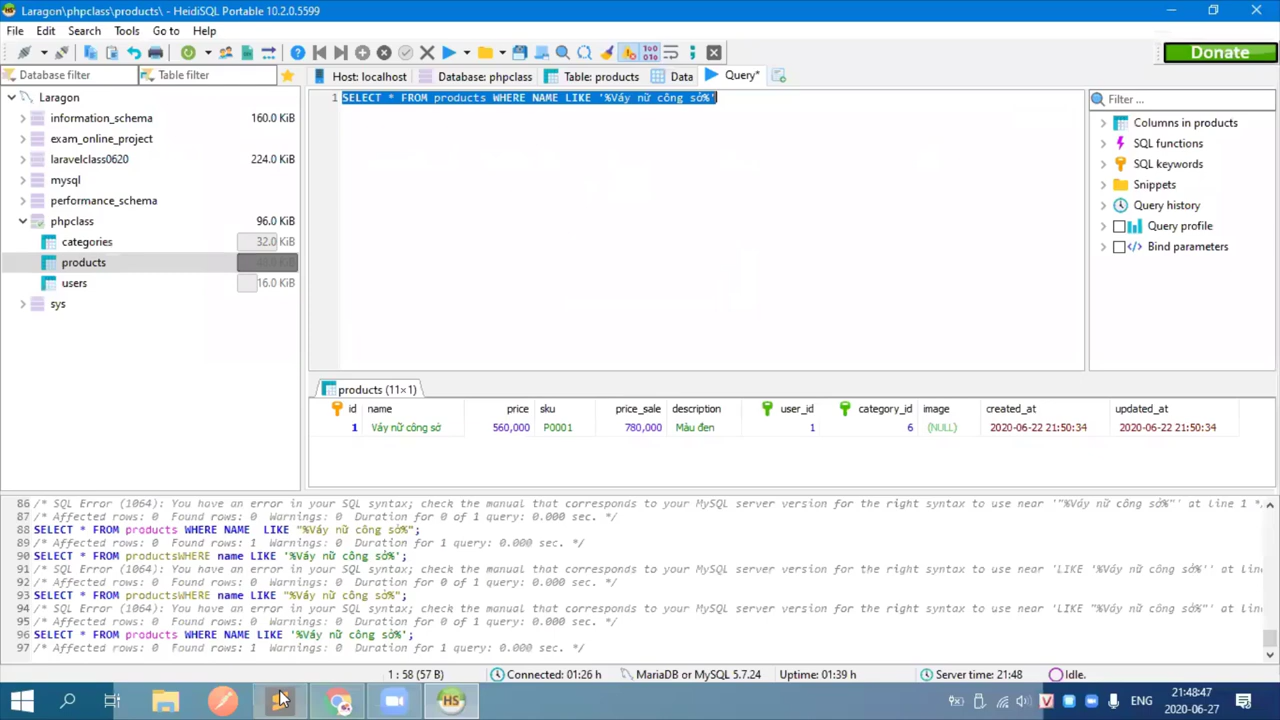 Laragon\phpclass\products\ - HeidiSQL Portable 10.2.0.5599
File Edit Search Tools Go to Help
Donate
Database filter Table filter
Host: localhost Database: phpclass Table: products Data Query*
Laragon
information_schema 160.0 KiB
exam_online_project
laravelclass0620 224.0 KiB
mysql
performance_schema
phpclass 96.0 KiB
categories 32.0 KiB
products 48.0 KiB
users 16.0 KiB
sys
1 SELECT * FROM products WHERE NAME LIKE '%Váy nữ công sở%'
Filter ...
Columns in products
SQL functions
SQL keywords
Snippets
Query history
Query profile
Bind parameters
products (11×1)
id name price sku price_sale description user_id category_id image created_at updated_at
1 Váy nữ công sở 560,000 P0001 780,000 Màu đen 1 6 (NULL) 2020-06-22 21:50:34 2020-06-22 21:50:34
86 /* SQL Error (1064): You have an error in your SQL syntax; check the manual that corresponds to your MySQL server version for the right syntax to use near '"%Váy nữ công sở%"' at line 1 *
87 /* Affected rows: 0 Found rows: 0 Warnings: 0 Duration for 0 of 1 query: 0.000 sec. */
88 SELECT * FROM products WHERE NAME LIKE "%Váy nữ công sở%";
89 /* Affected rows: 0 Found rows: 1 Warnings: 0 Duration for 1 query: 0.000 sec. */
90 SELECT * FROM productsWHERE name LIKE '%Váy nữ công sở%';
91 /* SQL Error (1064): You have an error in your SQL syntax; check the manual that corresponds to your MySQL server version for the right syntax to use near 'LIKE '%Váy nữ công sở%'' at line
92 /* Affected rows: 0 Found rows: 0 Warnings: 0 Duration for 0 of 1 query: 0.000 sec. */
93 SELECT * FROM productsWHERE name LIKE "%Váy nữ công sở%";
94 /* SQL Error (1064): You have an error in your SQL syntax; check the manual that corresponds to your MySQL server version for the right syntax to use near 'LIKE "%Váy nữ công sở%"' at line
95 /* Affected rows: 0 Found rows: 0 Warnings: 0 Duration for 0 of 1 query: 0.000 sec. */
96 SELECT * FROM products WHERE NAME LIKE '%Váy nữ công sở%';
97 /* Affected rows: 0 Found rows: 1 Warnings: 0 Duration for 1 query: 0.000 sec. */
1 : 58 (57 B) Connected: 01:26 h MariaDB or MySQL 5.7.24 Uptime: 01:39 h Server time: 21:48 Idle.
HS
ENG
21:48:47
2020-06-27